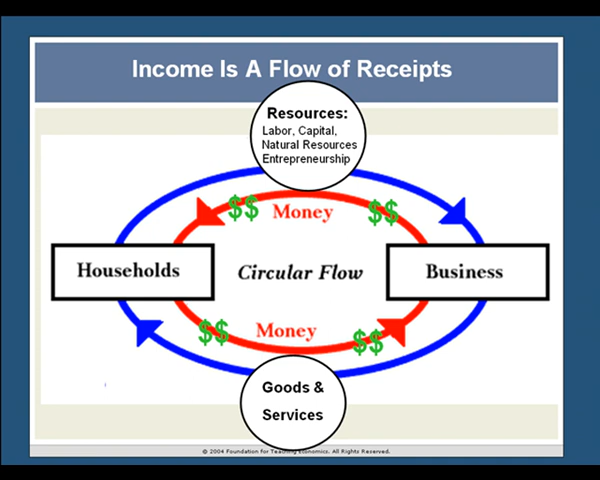 Income Is A Flow of Receipts
Resources:
Labor, Capital,
Natural Resources
Entrepreneurship
$$ $$
Money
Households
Circular Flow
Business
Money
$$ $$
Goods &
Services
© 2004 Foundation for Teaching Economics. All Rights Reserved.